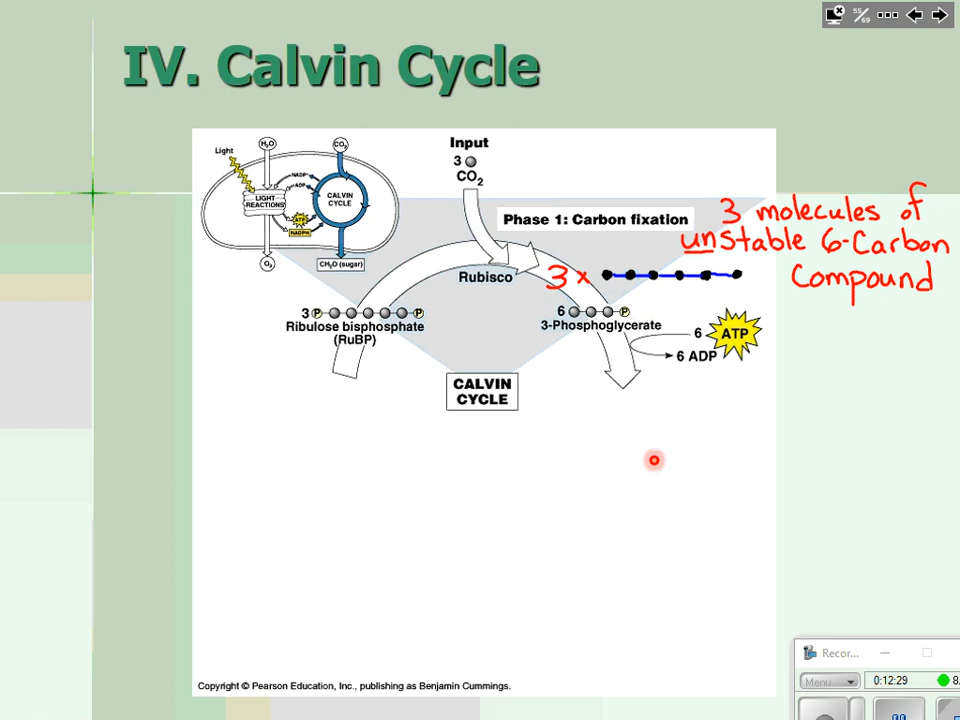 55/69
IV. Calvin Cycle
Input
3
CO2
H2O
CO2
Light
NADP+
ADP
LIGHT
REACTIONS
CALVIN
CYCLE
ATP
NADPH
O2
CH2O (sugar)
Phase 1: Carbon fixation
3 molecules of
unstable 6-Carbon
Compound
Rubisco
3 ×
3 P P
Ribulose bisphosphate
(RuBP)
6 P
3-Phosphoglycerate
6 ATP
6 ADP
CALVIN
CYCLE
Copyright © Pearson Education, Inc., publishing as Benjamin Cummings.
Recor...
Menu
0:12:29
8.